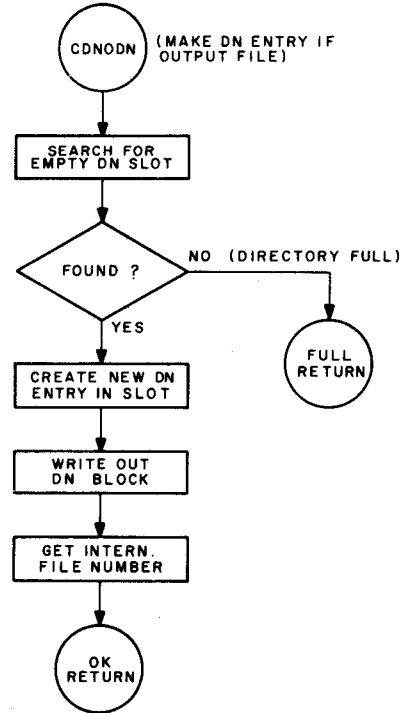 CDNODN
(MAKE DN ENTRY IF
OUTPUT FILE)
SEARCH FOR
EMPTY DN SLOT
FOUND ?
NO (DIRECTORY FULL)
YES
FULL
RETURN
CREATE NEW DN
ENTRY IN SLOT
WRITE OUT
DN BLOCK
GET INTERN.
FILE NUMBER
OK
RETURN